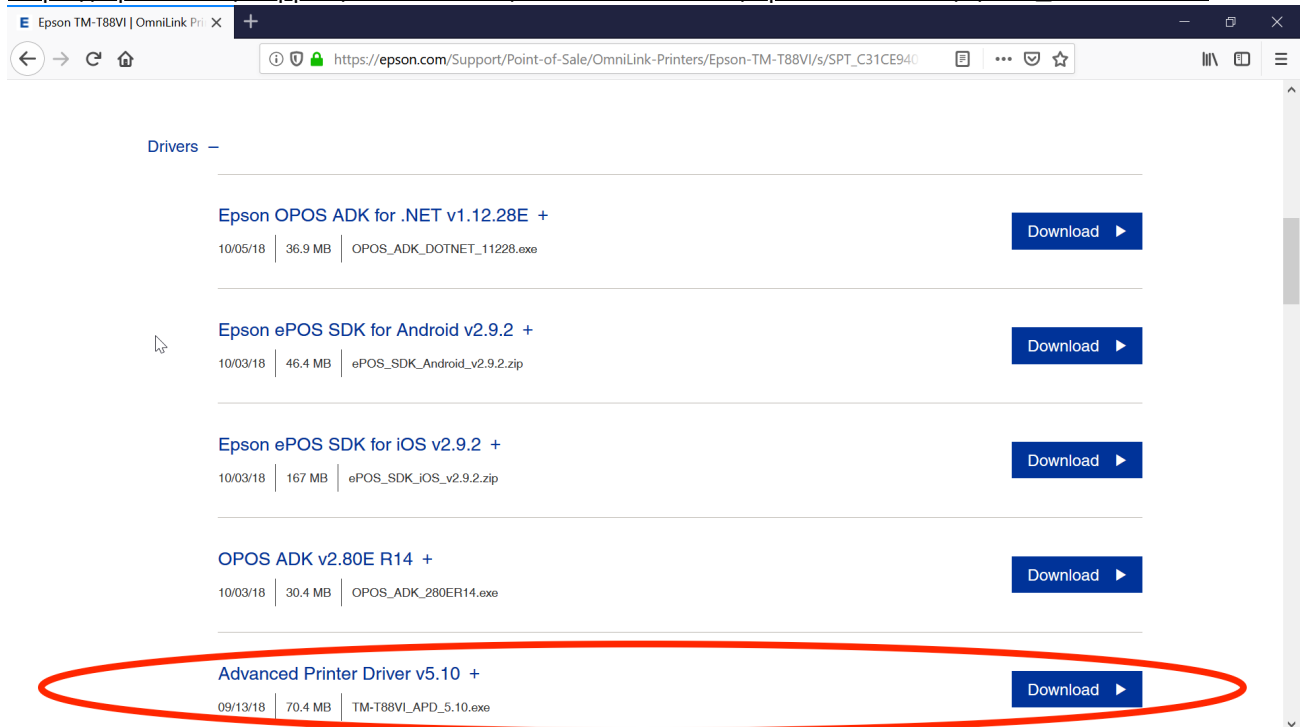 E Epson TM-T88VI | OmniLink Pri
https://epson.com/Support/Point-of-Sale/OmniLink-Printers/Epson-TM-T88VI/s/SPT_C31CE940
Drivers –
Epson OPOS ADK for .NET v1.12.28E +
Download
10/05/18 36.9 MB OPOS_ADK_DOTNET_11228.exe
Epson ePOS SDK for Android v2.9.2 +
Download
10/03/18 46.4 MB ePOS_SDK_Android_v2.9.2.zip
Epson ePOS SDK for iOS v2.9.2 +
Download
10/03/18 167 MB ePOS_SDK_iOS_v2.9.2.zip
OPOS ADK v2.80E R14 +
Download
10/03/18 30.4 MB OPOS_ADK_280ER14.exe
Advanced Printer Driver v5.10 +
Download
09/13/18 70.4 MB TM-T88VI_APD_5.10.exe